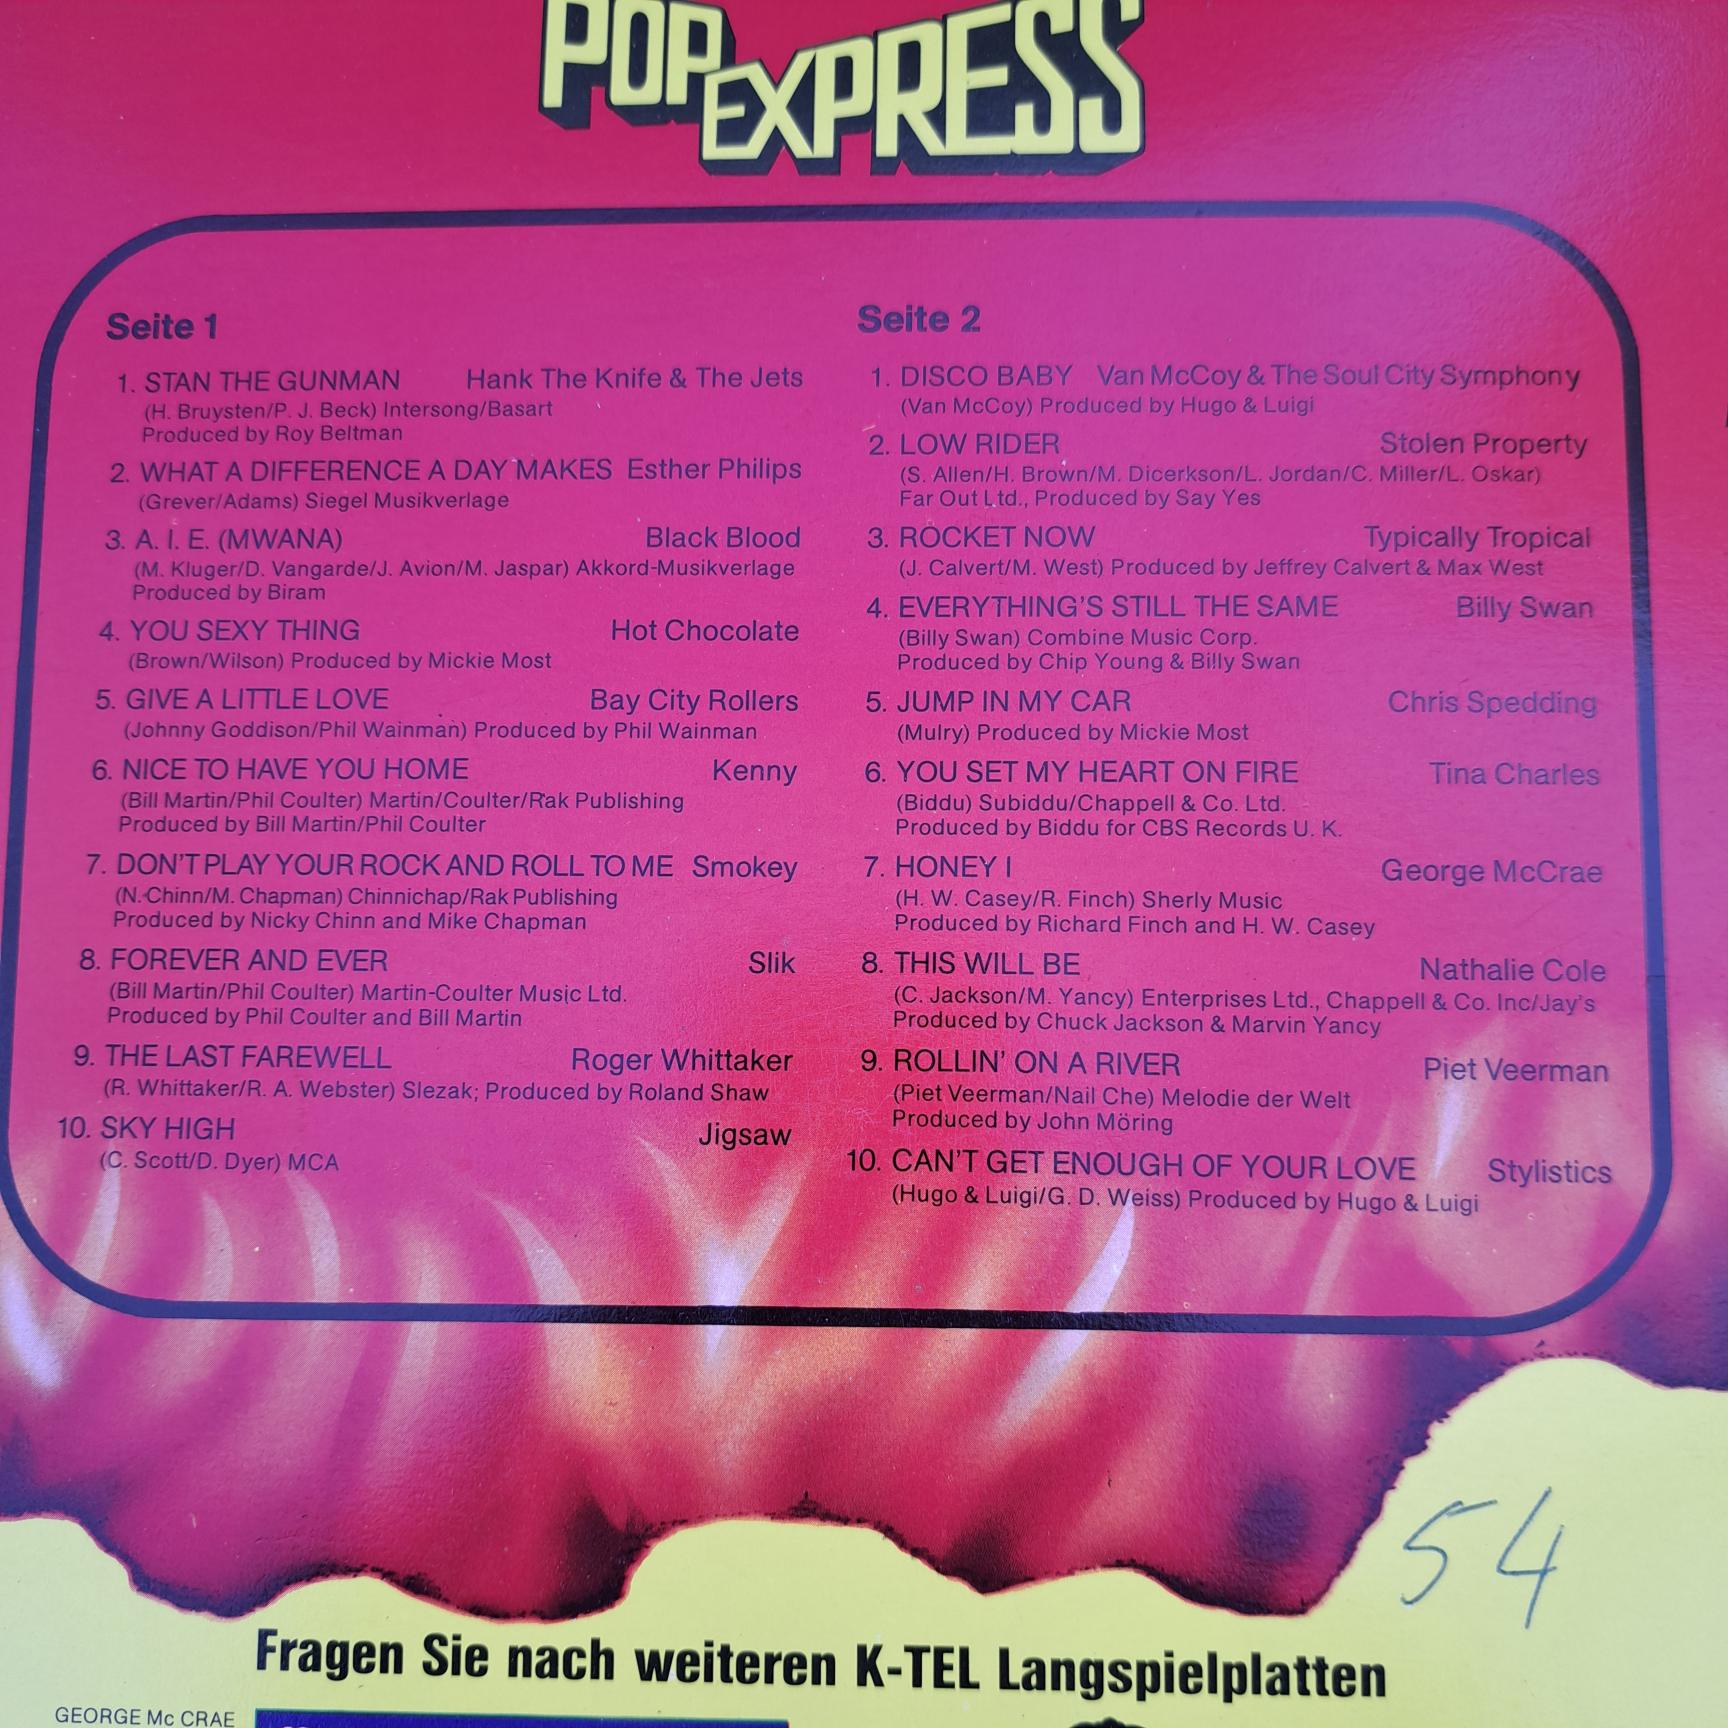 POP EXPRESS
Seite 1
1. STAN THE GUNMAN Hank The Knife & The Jets
(H. Bruysten/P. J. Beck) Intersong/Basart
Produced by Roy Beltman
2. WHAT A DIFFERENCE A DAY MAKES Esther Philips
(Grever/Adams) Siegel Musikverlage
3. A. I. E. (MWANA) Black Blood
(M. Kluger/D. Vangarde/J. Avion/M. Jaspar) Akkord-Musikverlage
Produced by Biram
4. YOU SEXY THING Hot Chocolate
(Brown/Wilson) Produced by Mickie Most
5. GIVE A LITTLE LOVE Bay City Rollers
(Johnny Goddison/Phil Wainman) Produced by Phil Wainman
6. NICE TO HAVE YOU HOME Kenny
(Bill Martin/Phil Coulter) Martin/Coulter/Rak Publishing
Produced by Bill Martin/Phil Coulter
7. DON'T PLAY YOUR ROCK AND ROLL TO ME Smokey
(N. Chinn/M. Chapman) Chinnichap/Rak Publishing
Produced by Nicky Chinn and Mike Chapman
8. FOREVER AND EVER Slik
(Bill Martin/Phil Coulter) Martin-Coulter Music Ltd.
Produced by Phil Coulter and Bill Martin
9. THE LAST FAREWELL Roger Whittaker
(R. Whittaker/R. A. Webster) Slezak; Produced by Roland Shaw
10. SKY HIGH Jigsaw
(C. Scott/D. Dyer) MCA
Seite 2
1. DISCO BABY Van McCoy & The Soul City Symphony
(Van McCoy) Produced by Hugo & Luigi
2. LOW RIDER Stolen Property
(S. Allen/H. Brown/M. Dicerkson/L. Jordan/C. Miller/L. Oskar)
Far Out Ltd., Produced by Say Yes
3. ROCKET NOW Typically Tropical
(J. Calvert/M. West) Produced by Jeffrey Calvert & Max West
4. EVERYTHING'S STILL THE SAME Billy Swan
(Billy Swan) Combine Music Corp.
Produced by Chip Young & Billy Swan
5. JUMP IN MY CAR Chris Spedding
(Mulry) Produced by Mickie Most
6. YOU SET MY HEART ON FIRE Tina Charles
(Biddu) Subiddu/Chappell & Co. Ltd.
Produced by Biddu for CBS Records U. K.
7. HONEY I George McCrae
(H. W. Casey/R. Finch) Sherly Music
Produced by Richard Finch and H. W. Casey
8. THIS WILL BE Nathalie Cole
(C. Jackson/M. Yancy) Enterprises Ltd., Chappell & Co. Inc/Jay's
Produced by Chuck Jackson & Marvin Yancy
9. ROLLIN' ON A RIVER Piet Veerman
(Piet Veerman/Nail Che) Melodie der Welt
Produced by John Möring
10. CAN'T GET ENOUGH OF YOUR LOVE Stylistics
(Hugo & Luigi/G. D. Weiss) Produced by Hugo & Luigi
54
Fragen Sie nach weiteren K-TEL Langspielplatten
GEORGE Mc CRAE